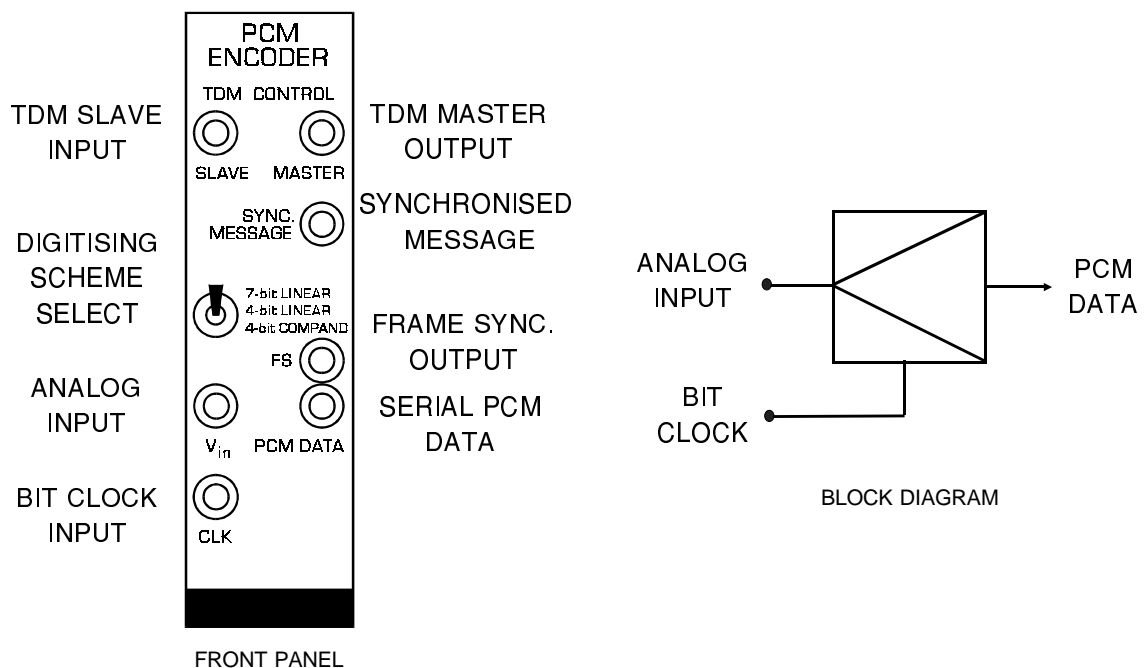 PCM
ENCODER
TDM CONTROL
TDM SLAVE
INPUT
TDM MASTER
OUTPUT
SLAVE MASTER
SYNC.
MESSAGE
SYNCHRONISED
MESSAGE
DIGITISING
SCHEME
SELECT
7-bit LINEAR
4-bit LINEAR
4-bit COMPAND
FS
FRAME SYNC.
OUTPUT
ANALOG
INPUT
Vin
PCM DATA
SERIAL PCM
DATA
BIT CLOCK
INPUT
CLK
FRONT PANEL
ANALOG
INPUT
PCM
DATA
BIT
CLOCK
BLOCK DIAGRAM